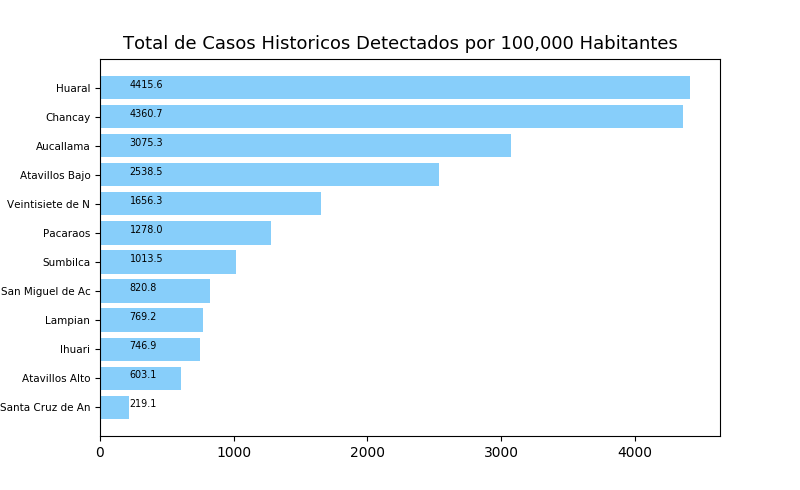 Total de Casos Historicos Detectados por 100,000 Habitantes
Huaral 4415.6
Chancay 4360.7
Aucallama 3075.3
Atavillos Bajo 2538.5
Veintisiete de N 1656.3
Pacaraos 1278.0
Sumbilca 1013.5
San Miguel de Ac 820.8
Lampian 769.2
Ihuari 746.9
Atavillos Alto 603.1
Santa Cruz de An 219.1
0 1000 2000 3000 4000